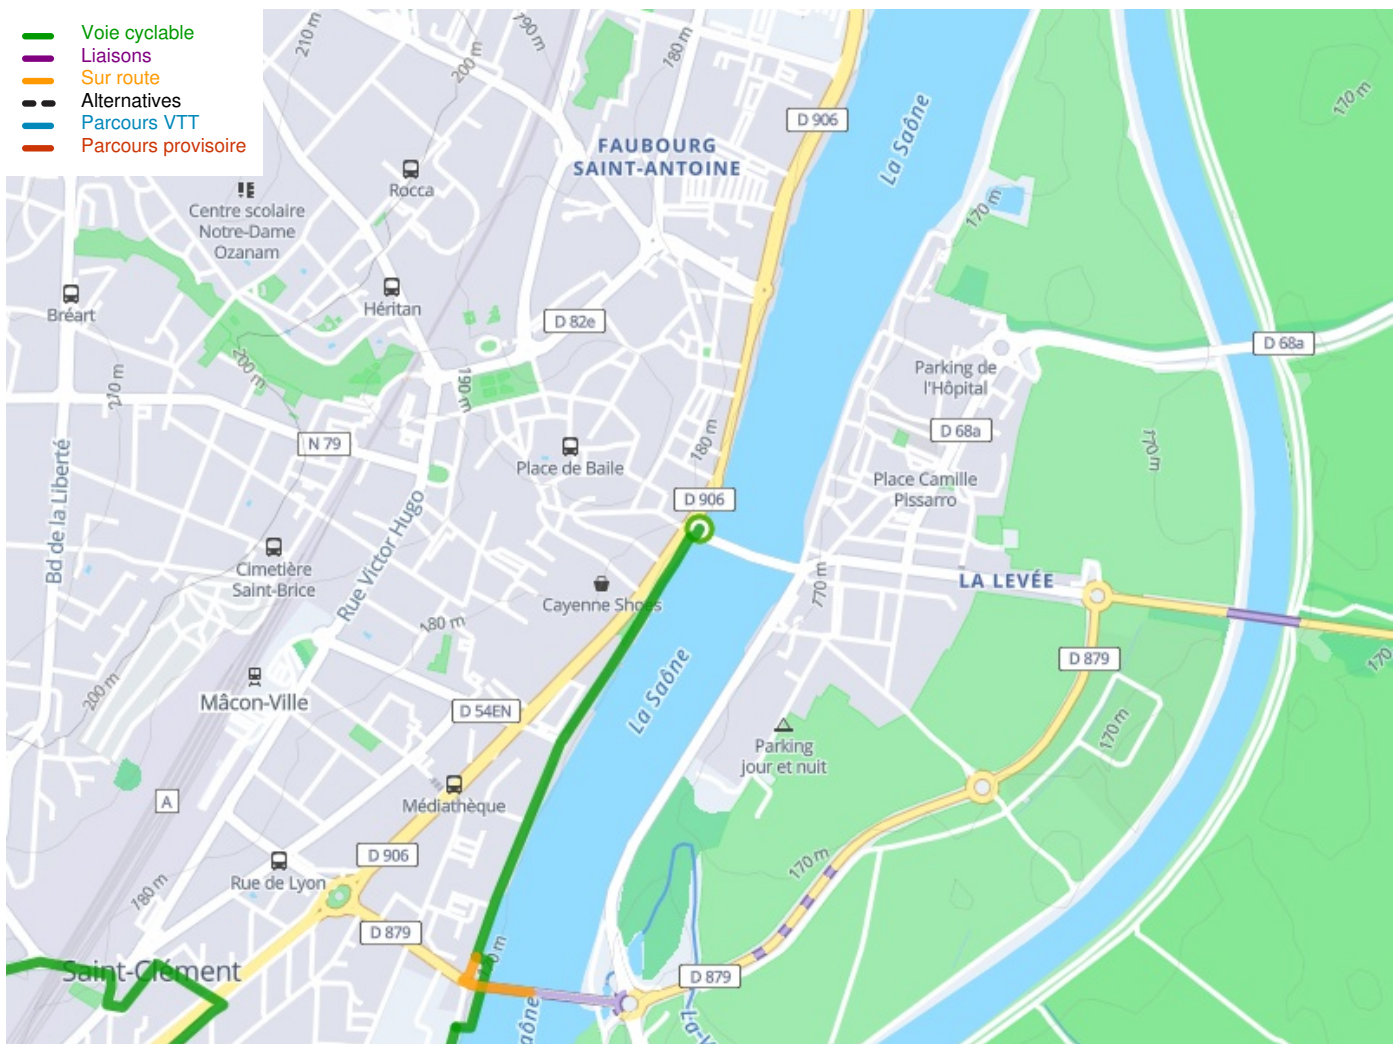 Voie cyclable
Liaisons
Sur route
Alternatives
Parcours VTT
Parcours provisoire
210 m
790 m
200 m
180 m
170 m
D 906
La Saône
FAUBOURG
SAINT-ANTOINE
Rocca
Centre scolaire
Notre-Dame
Ozanam
170 m
Bréart
Héritan
D 82e
D 68a
Parking de
l'Hôpital
200 m
210 m
190 m
N 79
180 m
D 68a
170 m
Place de Baile
Place Camille
Pissarro
Bd de la Liberté
Rue Victor Hugo
D 906
Cimetière
Saint-Brice
Cayenne Shoes
LA LEVÉE
170 m
180 m
D 879
170
200 m
Mâcon-Ville
La Saône
D 54EN
170 m
Parking
jour et nuit
A
Médiathèque
D 906
170 m
Rue de Lyon
180 m
D 879
Saint-Clément
D 879